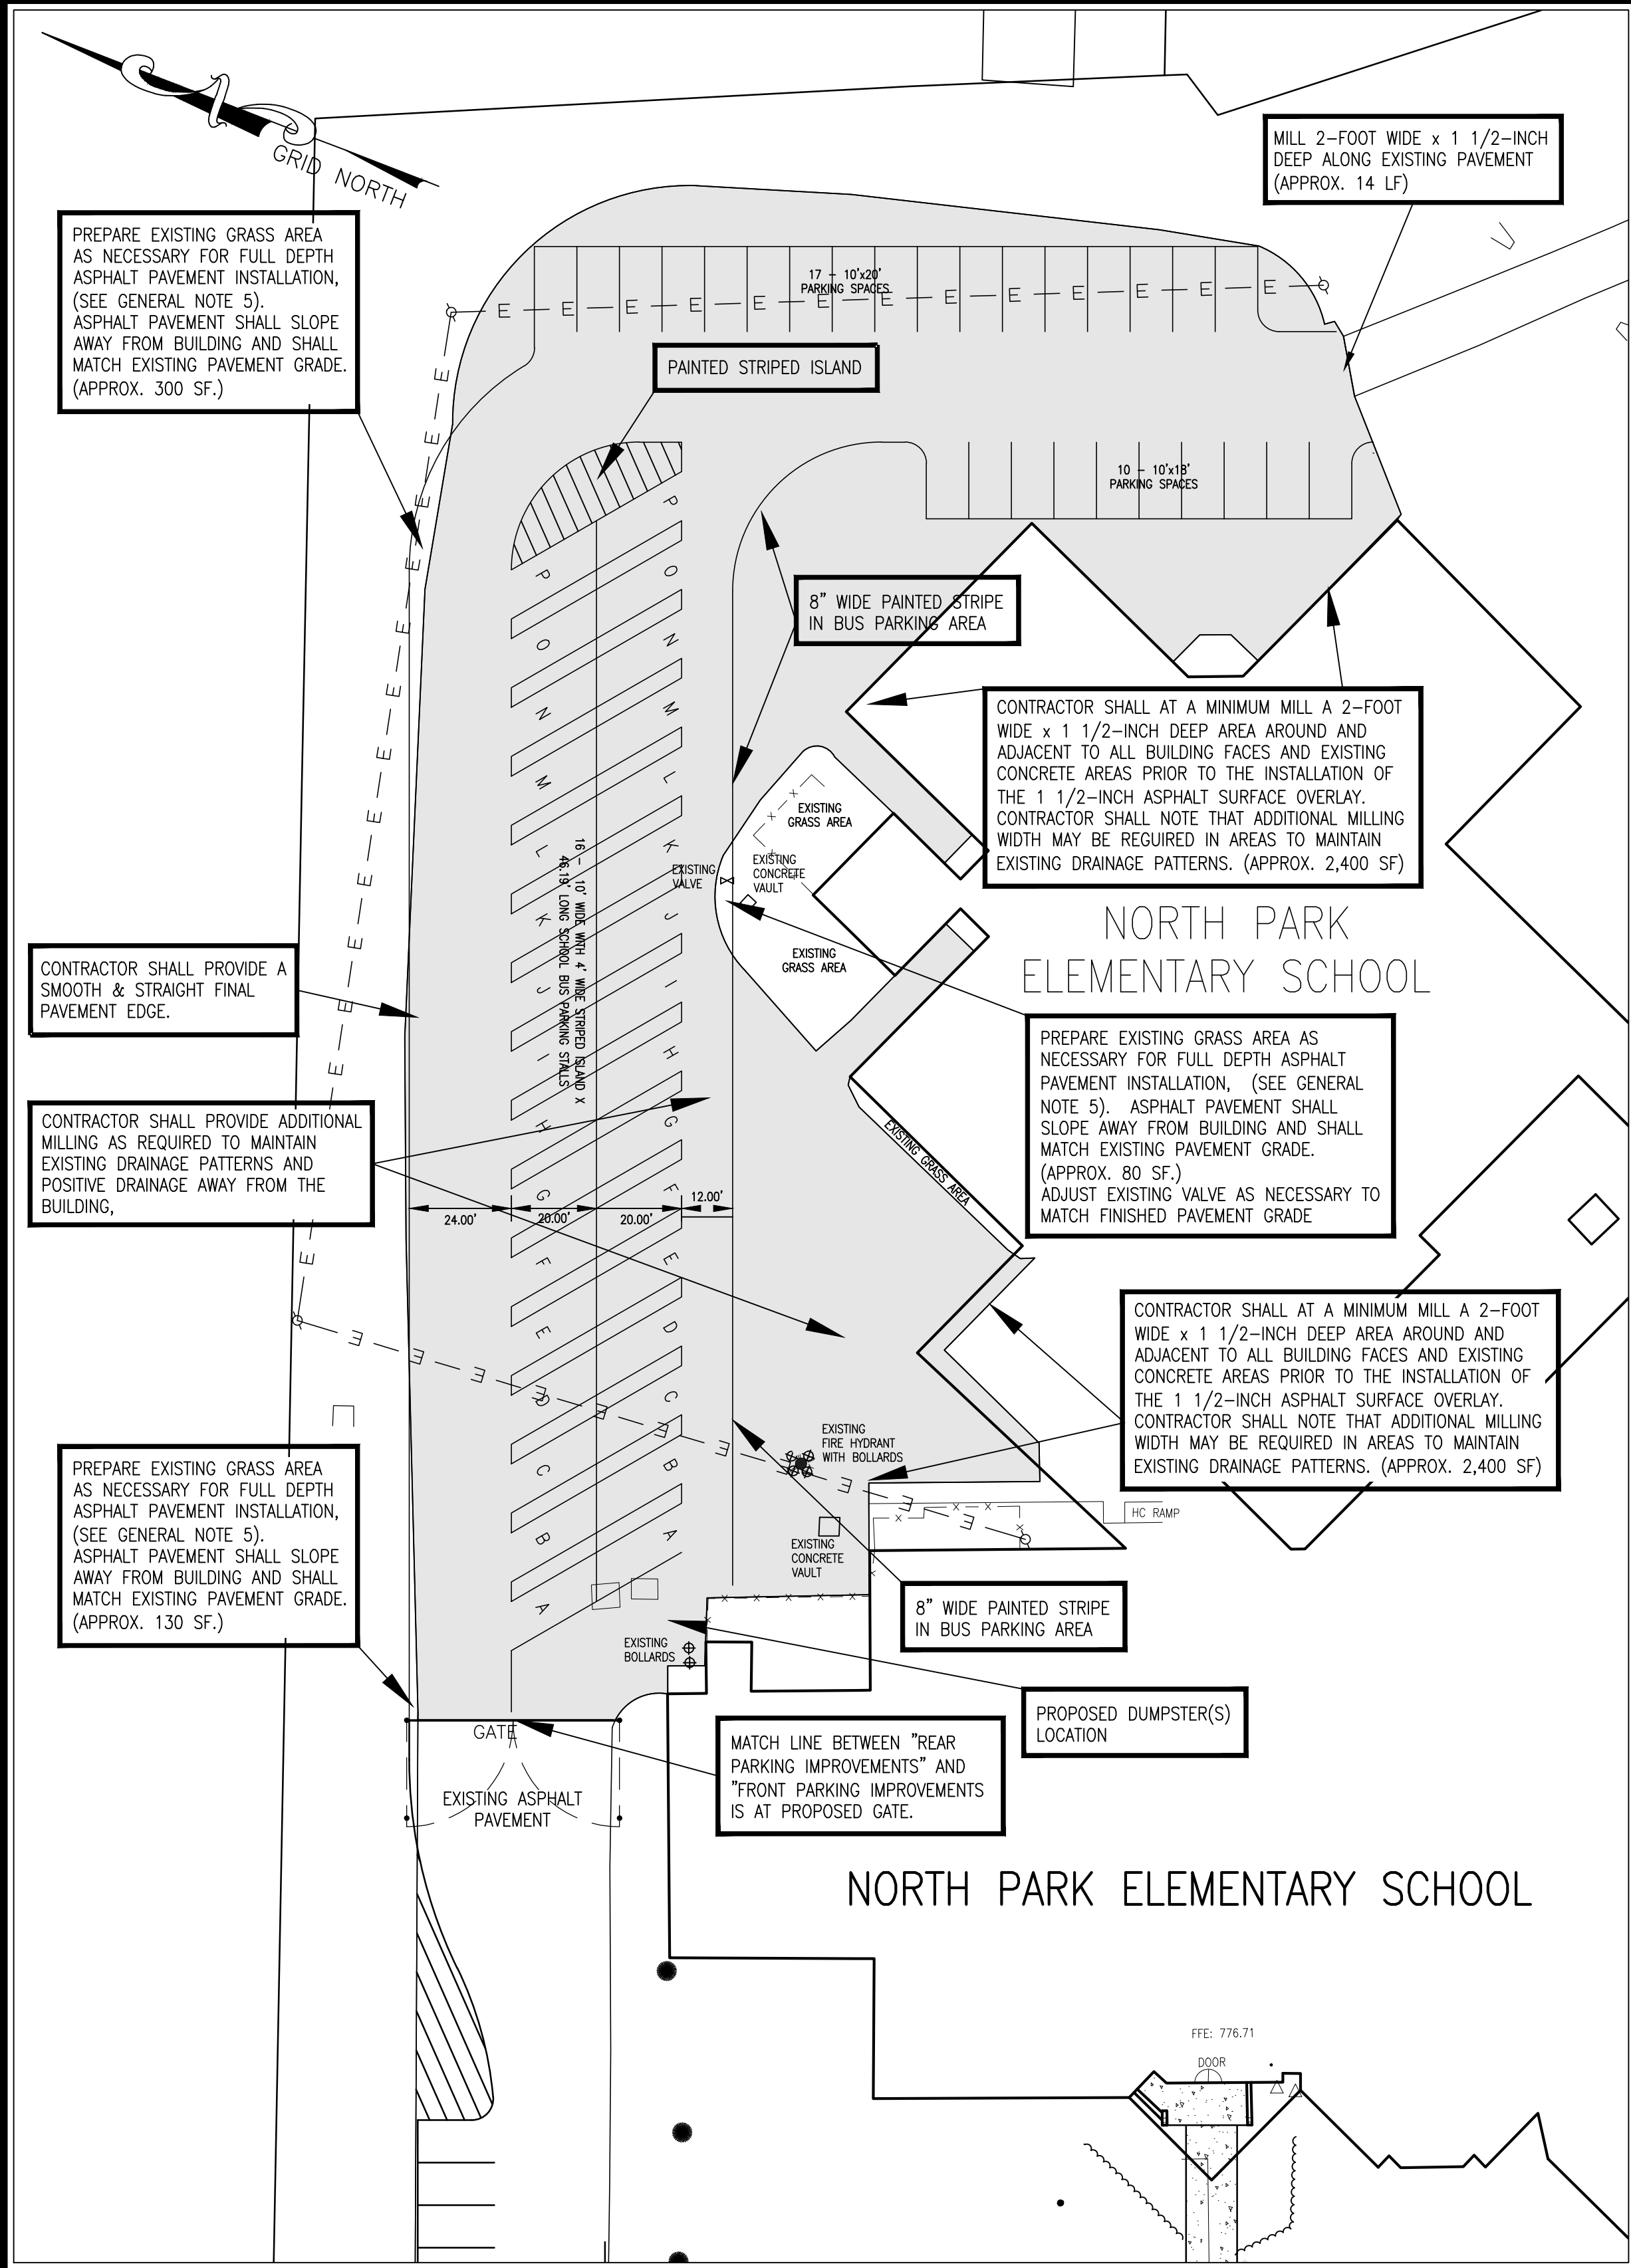 GRID NORTH
MILL 2-FOOT WIDE x 1 1/2-INCH
DEEP ALONG EXISTING PAVEMENT
(APPROX. 14 LF)
PREPARE EXISTING GRASS AREA
AS NECESSARY FOR FULL DEPTH
ASPHALT PAVEMENT INSTALLATION,
(SEE GENERAL NOTE 5).
ASPHALT PAVEMENT SHALL SLOPE
AWAY FROM BUILDING AND SHALL
MATCH EXISTING PAVEMENT GRADE.
(APPROX. 300 SF.)
17 - 10'x20'
PARKING SPACES
E E E E E E E E E E E E E
PAINTED STRIPED ISLAND
10 - 10'x18'
PARKING SPACES
8" WIDE PAINTED STRIPE
IN BUS PARKING AREA
CONTRACTOR SHALL AT A MINIMUM MILL A 2-FOOT
WIDE x 1 1/2-INCH DEEP AREA AROUND AND
ADJACENT TO ALL BUILDING FACES AND EXISTING
CONCRETE AREAS PRIOR TO THE INSTALLATION OF
THE 1 1/2-INCH ASPHALT SURFACE OVERLAY.
CONTRACTOR SHALL NOTE THAT ADDITIONAL MILLING
WIDTH MAY BE REGUIRED IN AREAS TO MAINTAIN
EXISTING DRAINAGE PATTERNS. (APPROX. 2,400 SF)
EXISTING
GRASS AREA
EXISTING
VALVE
EXISTING
CONCRETE
VAULT
EXISTING
GRASS AREA
NORTH PARK
ELEMENTARY SCHOOL
16 - 10' WIDE WITH 4' WIDE STRIPED ISLAND X
46.19' LONG SCHOOL BUS PARKING STALLS
P O N M L K J I H G F E D C B A
P O N M L K J I H G F E D C B A
CONTRACTOR SHALL PROVIDE A
SMOOTH & STRAIGHT FINAL
PAVEMENT EDGE.
PREPARE EXISTING GRASS AREA AS
NECESSARY FOR FULL DEPTH ASPHALT
PAVEMENT INSTALLATION, (SEE GENERAL
NOTE 5). ASPHALT PAVEMENT SHALL
SLOPE AWAY FROM BUILDING AND SHALL
MATCH EXISTING PAVEMENT GRADE.
(APPROX. 80 SF.)
ADJUST EXISTING VALVE AS NECESSARY TO
MATCH FINISHED PAVEMENT GRADE
CONTRACTOR SHALL PROVIDE ADDITIONAL
MILLING AS REQUIRED TO MAINTAIN
EXISTING DRAINAGE PATTERNS AND
POSITIVE DRAINAGE AWAY FROM THE
BUILDING,
EXISTING GRASS AREA
24.00' 20.00' 20.00' 12.00'
CONTRACTOR SHALL AT A MINIMUM MILL A 2-FOOT
WIDE x 1 1/2-INCH DEEP AREA AROUND AND
ADJACENT TO ALL BUILDING FACES AND EXISTING
CONCRETE AREAS PRIOR TO THE INSTALLATION OF
THE 1 1/2-INCH ASPHALT SURFACE OVERLAY.
CONTRACTOR SHALL NOTE THAT ADDITIONAL MILLING
WIDTH MAY BE REQUIRED IN AREAS TO MAINTAIN
EXISTING DRAINAGE PATTERNS. (APPROX. 2,400 SF)
EXISTING
FIRE HYDRANT
WITH BOLLARDS
PREPARE EXISTING GRASS AREA
AS NECESSARY FOR FULL DEPTH
ASPHALT PAVEMENT INSTALLATION,
(SEE GENERAL NOTE 5).
ASPHALT PAVEMENT SHALL SLOPE
AWAY FROM BUILDING AND SHALL
MATCH EXISTING PAVEMENT GRADE.
(APPROX. 130 SF.)
HC RAMP
EXISTING
CONCRETE
VAULT
8" WIDE PAINTED STRIPE
IN BUS PARKING AREA
EXISTING
BOLLARDS
PROPOSED DUMPSTER(S)
LOCATION
GATE
MATCH LINE BETWEEN "REAR
PARKING IMPROVEMENTS" AND
"FRONT PARKING IMPROVEMENTS
IS AT PROPOSED GATE.
EXISTING ASPHALT
PAVEMENT
NORTH PARK ELEMENTARY SCHOOL
FFE: 776.71
DOOR